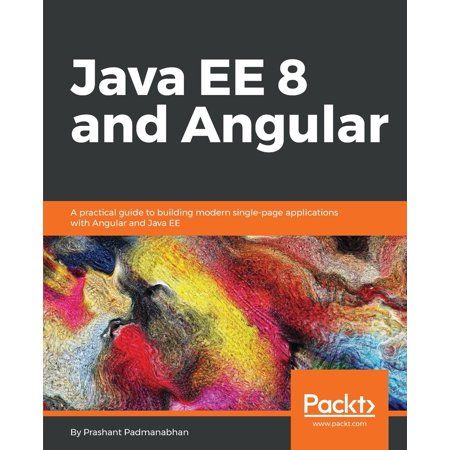 Java EE 8
and Angular
A practical guide to building modern single-page applications
with Angular and Java EE
Packt>
www.packt.com
By Prashant Padmanabhan